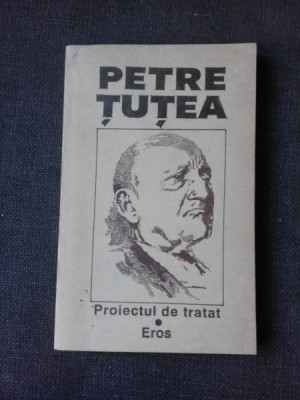 PETRE
ȚUȚEA
Proiectul de tratat
•
Eros